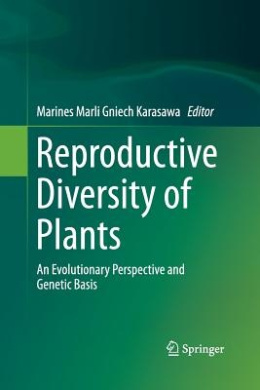 Marines Marli Gniech Karasawa Editor
Reproductive
Diversity of
Plants
An Evolutionary Perspective and
Genetic Basis
Springer